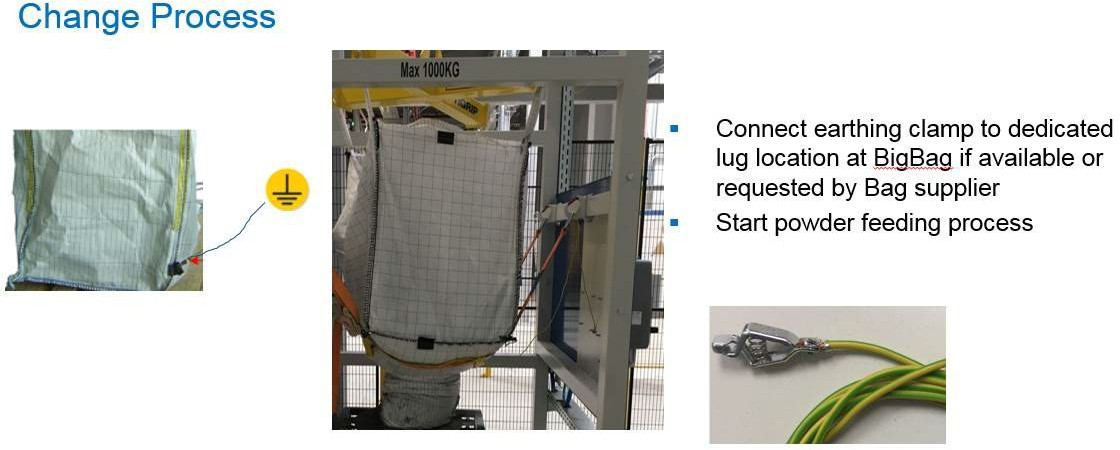 Change Process
Max 1000KG
Connect earthing clamp to dedicated
lug location at BigBag if available or
requested by Bag supplier
Start powder feeding process